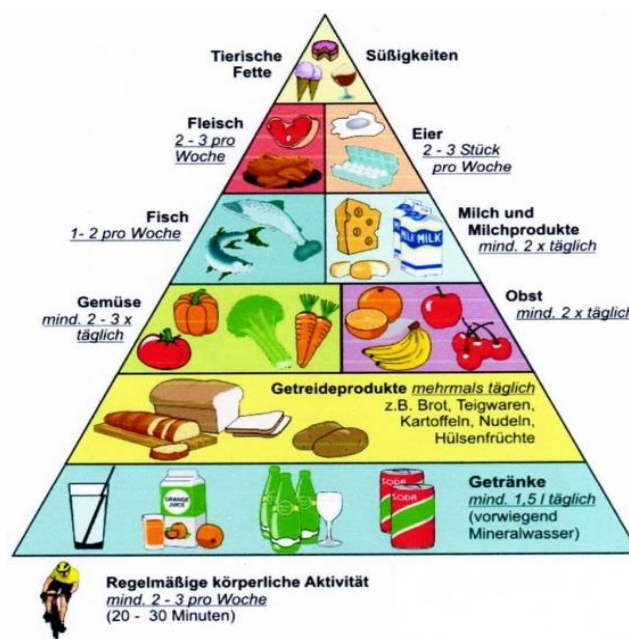 Tierische
Fette
Süßigkeiten
Fleisch
2 - 3 pro
Woche
Eier
2 - 3 Stück
pro Woche
Fisch
1- 2 pro Woche
Milch und
Milchprodukte
mind. 2 x täglich
MILK
MILK
Gemüse
mind. 2 - 3 x
täglich
Obst
mind. 2 x täglich
Getreideprodukte mehrmals täglich
z.B. Brot, Teigwaren,
Kartoffeln, Nudeln,
Hülsenfrüchte
ORANGE
JUICE
SODA
SODA
Getränke
mind. 1,5 l täglich
(vorwiegend
Mineralwasser)
Regelmäßige körperliche Aktivität
mind. 2 - 3 pro Woche
(20 - 30 Minuten)